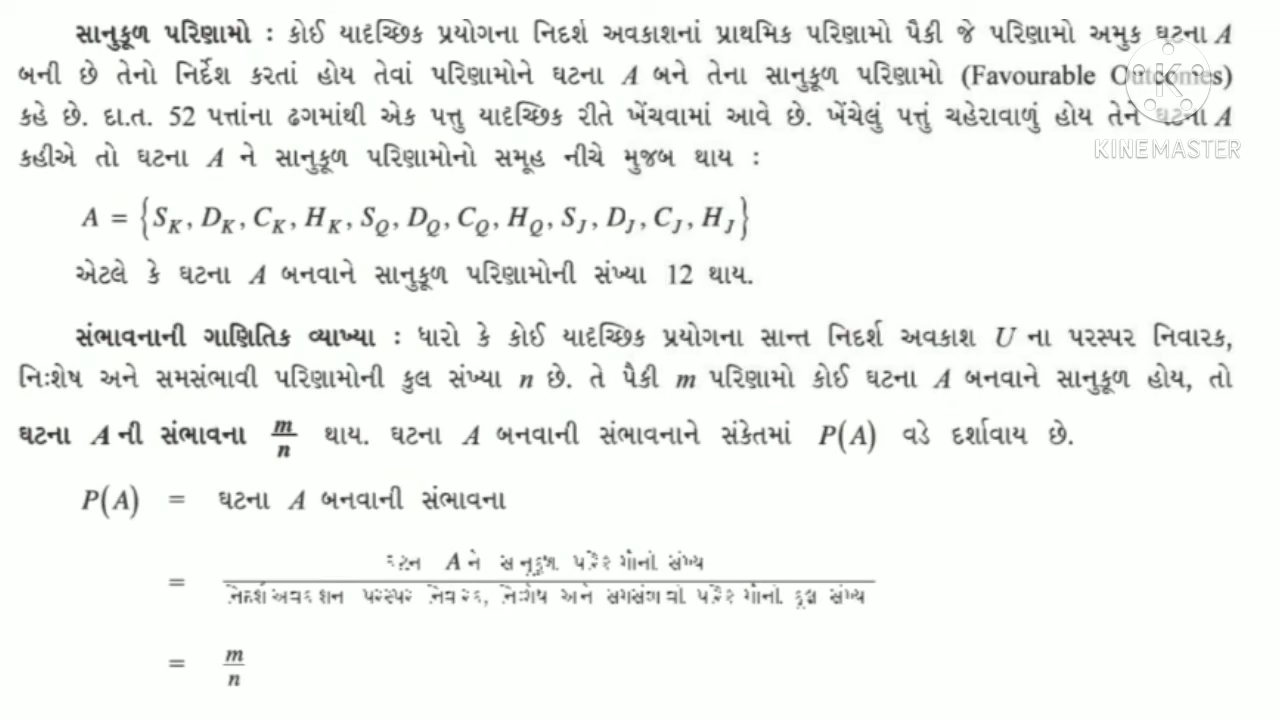 સાનુકૂળ પરિણામો : કોઈ યાદચ્છિક પ્રયોગના નિદર્શ અવકાશનાં પ્રાથમિક પરિણામો પૈકી જે પરિણામો અમુક ઘટના A
બની છે તેનો નિર્દેશ કરતાં હોય તેવાં પરિણામોને ઘટના A બને તેના સાનુકૂળ પરિણામો (Favourable Outcomes)
કહે છે. દા.ત. 52 પત્તાંના ઢગમાંથી એક પત્તુ યાદચ્છિક રીતે ખેંચવામાં આવે છે. ખેંચેલું પત્તું ચહેરાવાળું હોય તેને ઘટના A
KINEMASTER
કહીએ તો ઘટના A ને સાનુકૂળ પરિણામોનો સમૂહ નીચે મુજબ થાય :
A = {S_K, D_K, C_K, H_K, S_Q, D_Q, C_Q, H_Q, S_J, D_J, C_J, H_J}
એટલે કે ઘટના A બનવાને સાનુકૂળ પરિણામોની સંખ્યા 12 થાય.
સંભાવનાની ગાણિતિક વ્યાખ્યા : ધારો કે કોઈ યાદચ્છિક પ્રયોગના સાન્ત નિદર્શ અવકાશ U ના પરસ્પર નિવારક,
નિઃશેષ અને સમસંભાવી પરિણામોની કુલ સંખ્યા n છે. તે પૈકી m પરિણામો કોઈ ઘટના A બનવાને સાનુકૂળ હોય, તો
ઘટના A ની સંભાવના m/n થાય. ઘટના A બનવાની સંભાવનાને સંકેતમાં P(A) વડે દર્શાવાય છે.
P(A) = ઘટના A બનવાની સંભાવના
= A ને
પરસ્પર અને
= m/n